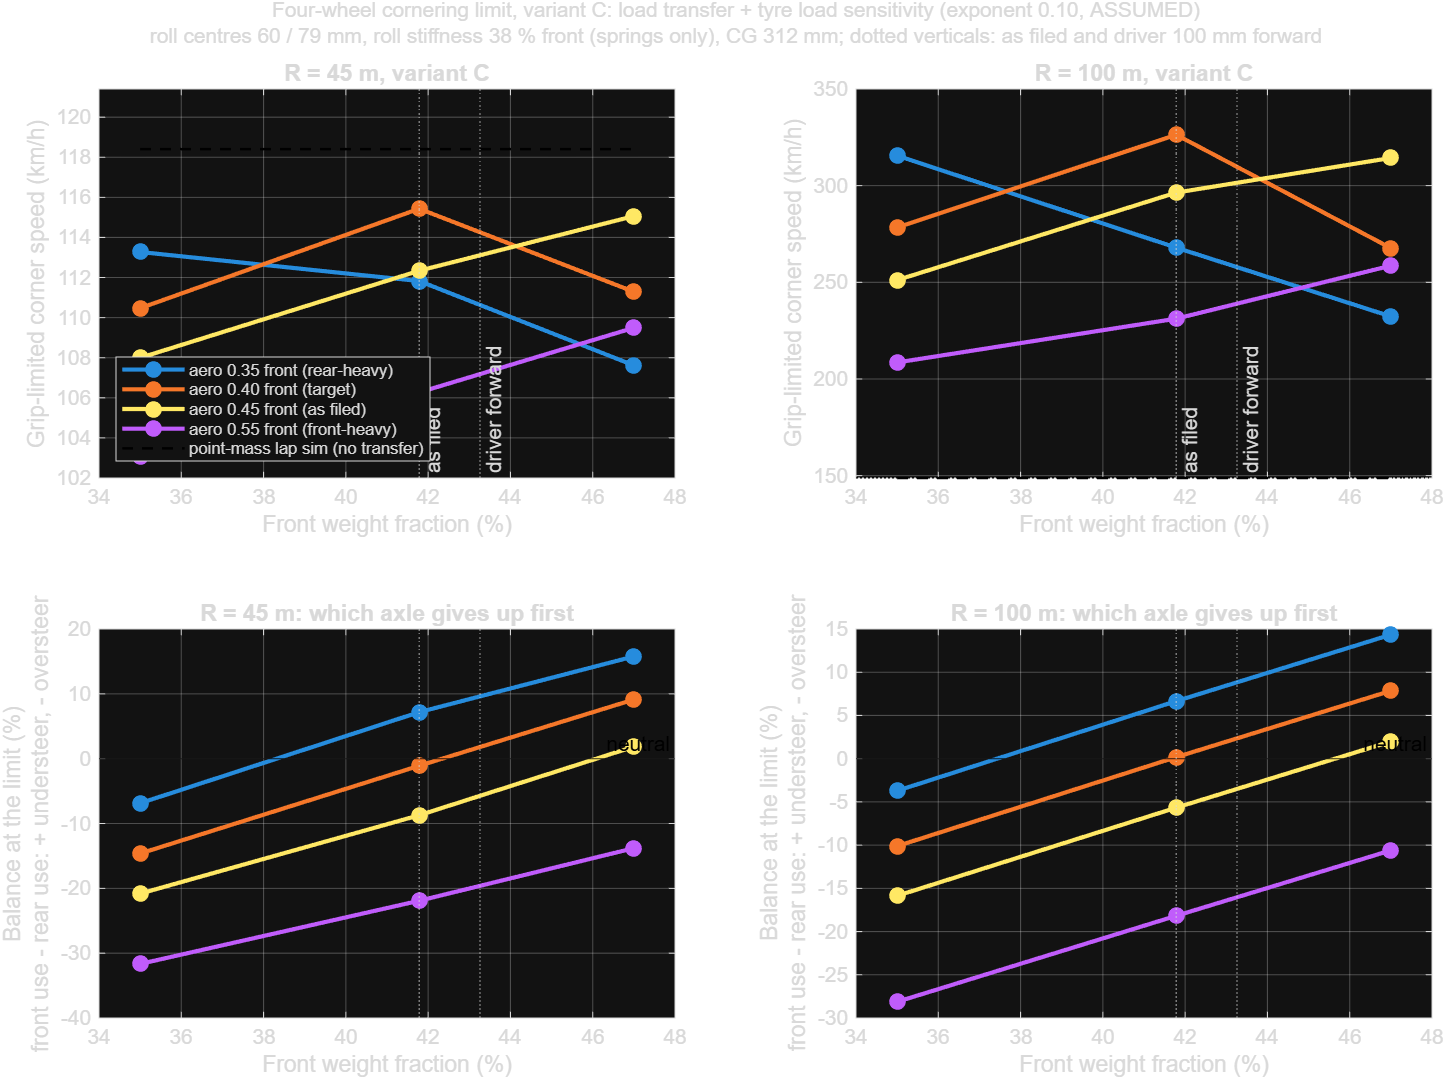 Four-wheel cornering limit, variant C: load transfer + tyre load sensitivity (exponent 0.10, ASSUMED)
roll centres 60 / 79 mm, roll stiffness 38 % front (springs only), CG 312 mm; dotted verticals: as filed and driver 100 mm forward
R = 45 m, variant C
Grip-limited corner speed (km/h)
120
118
116
114
112
110
108
106
104
102
aero 0.35 front (rear-heavy)
aero 0.40 front (target)
aero 0.45 front (as filed)
aero 0.55 front (front-heavy)
point-mass lap sim (no transfer)
as filed
driver forward
34 36 38 40 42 44 46 48
Front weight fraction (%)
R = 100 m, variant C
Grip-limited corner speed (km/h)
350
300
250
200
150
as filed
driver forward
34 36 38 40 42 44 46 48
Front weight fraction (%)
R = 45 m: which axle gives up first
Balance at the limit (%)
front use - rear use: + understeer, - oversteer
20
10
0
-10
-20
-30
-40
neutral
34 36 38 40 42 44 46 48
Front weight fraction (%)
R = 100 m: which axle gives up first
Balance at the limit (%)
front use - rear use: + understeer, - oversteer
15
10
5
0
-5
-10
-15
-20
-25
-30
neutral
34 36 38 40 42 44 46 48
Front weight fraction (%)